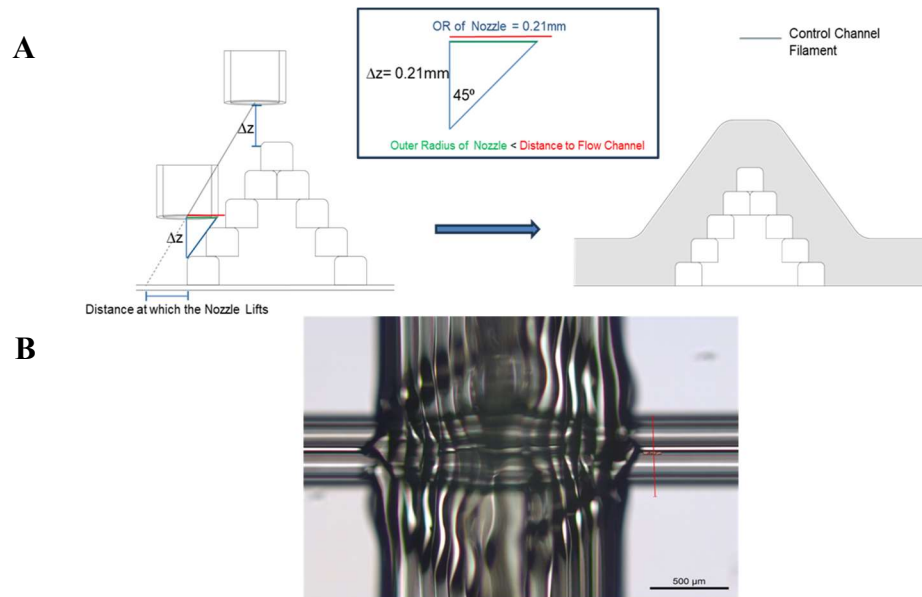 A
OR of Nozzle = 0.21mm
Δz= 0.21mm
45º
Outer Radius of Nozzle < Distance to Flow Channel
Control Channel
Filament
Δz
Δz
Distance at which the Nozzle Lifts
B
500 µm